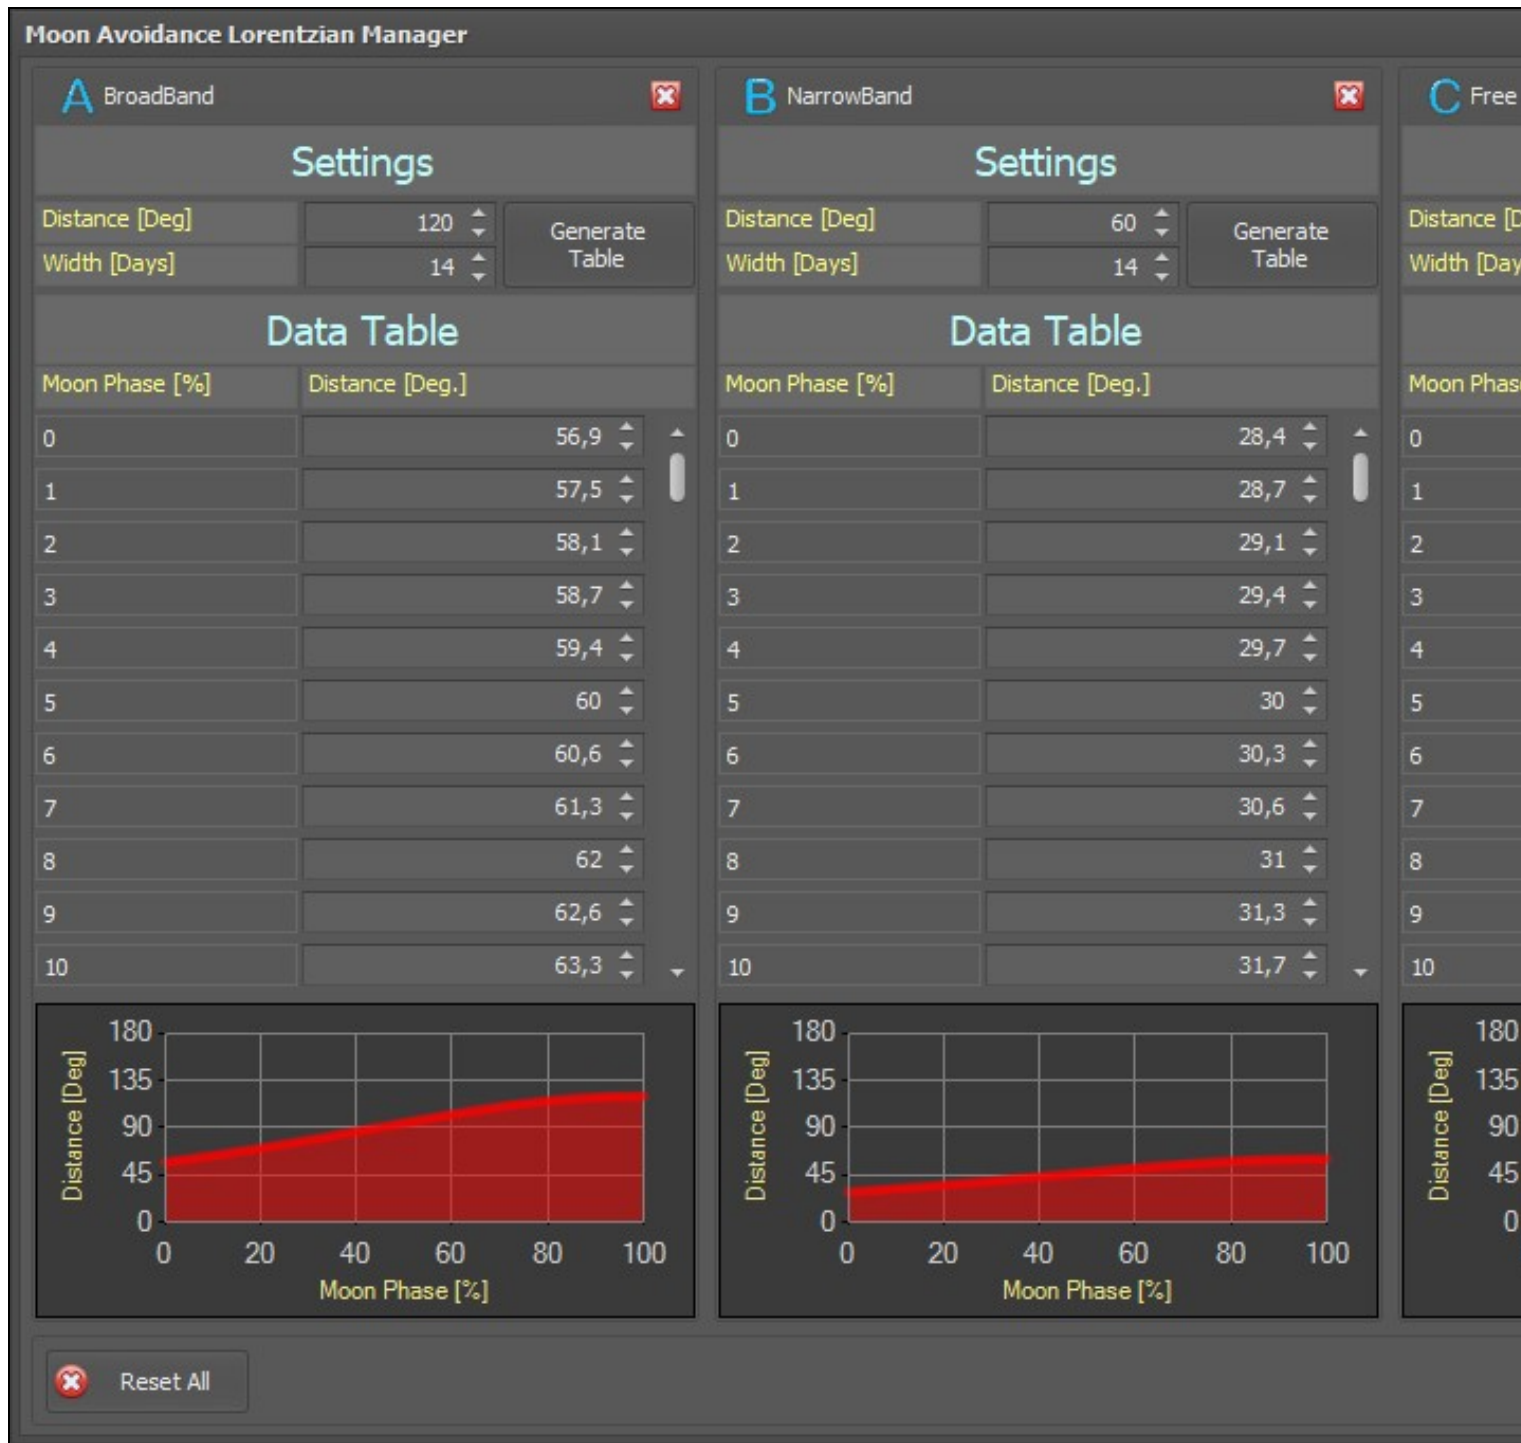 Moon Avoidance Lorentzian Manager
A BroadBand
Settings
Distance [Deg] 120
Width [Days] 14
Generate
Table
Data Table
Moon Phase [%] Distance [Deg.]
0 56,9
1 57,5
2 58,1
3 58,7
4 59,4
5 60
6 60,6
7 61,3
8 62
9 62,6
10 63,3
Distance [Deg]
180
135
90
45
0
0 20 40 60 80 100
Moon Phase [%]
B NarrowBand
Settings
Distance [Deg] 60
Width [Days] 14
Generate
Table
Data Table
Moon Phase [%] Distance [Deg.]
0 28,4
1 28,7
2 29,1
3 29,4
4 29,7
5 30
6 30,3
7 30,6
8 31
9 31,3
10 31,7
Distance [Deg]
180
135
90
45
0
0 20 40 60 80 100
Moon Phase [%]
C Free
Distance [D
Width [Day
Moon Phas
0
1
2
3
4
5
6
7
8
9
10
Distance [Deg]
180
135
90
45
0
Reset All